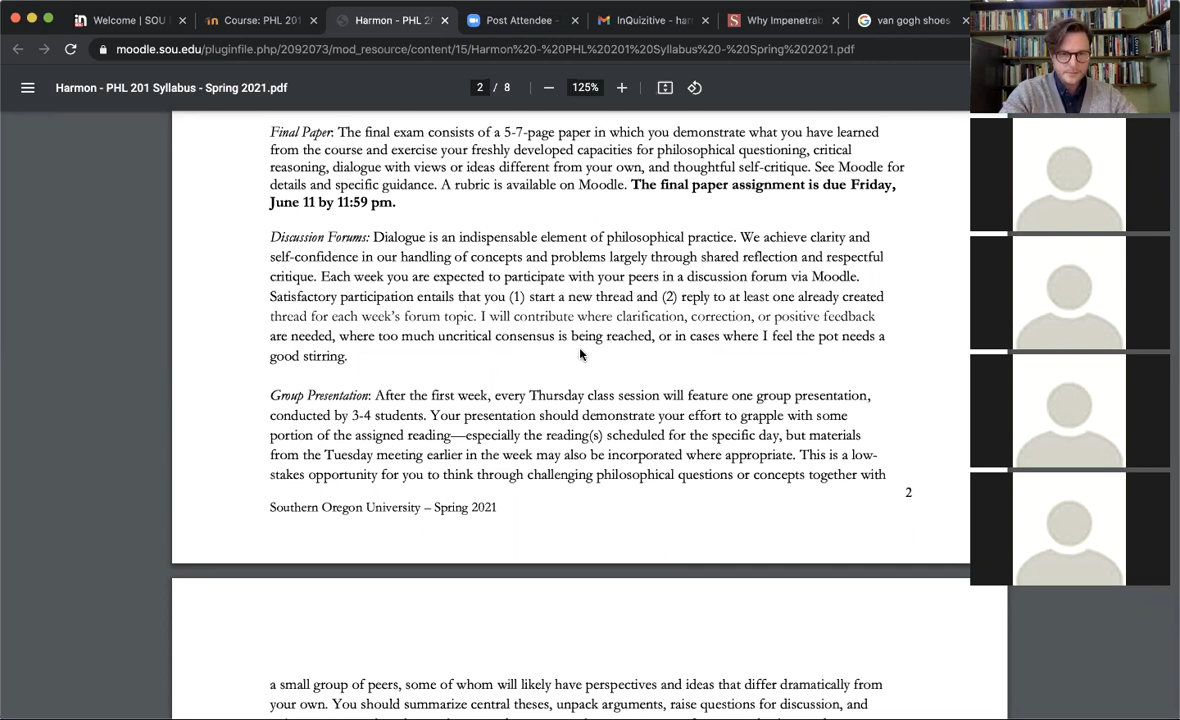 Welcome | SOU |
Course: PHL 201
Harmon - PHL 2
Post Attendee -
InQuizitive - har
Why Impenetrab
van gogh shoes
moodle.sou.edu/pluginfile.php/2092073/mod_resource/content/15/Harmon%20-%20PHL%20201%20Syllabus%20-%20Spring%202021.pdf
Harmon - PHL 201 Syllabus - Spring 2021.pdf
2 / 8
125%
Final Paper: The final exam consists of a 5-7-page paper in which you demonstrate what you have learned
from the course and exercise your freshly developed capacities for philosophical questioning, critical
reasoning, dialogue with views or ideas different from your own, and thoughtful self-critique. See Moodle for
details and specific guidance. A rubric is available on Moodle. The final paper assignment is due Friday,
June 11 by 11:59 pm.
Discussion Forums: Dialogue is an indispensable element of philosophical practice. We achieve clarity and
self-confidence in our handling of concepts and problems largely through shared reflection and respectful
critique. Each week you are expected to participate with your peers in a discussion forum via Moodle.
Satisfactory participation entails that you (1) start a new thread and (2) reply to at least one already created
thread for each week's forum topic. I will contribute where clarification, correction, or positive feedback
are needed, where too much uncritical consensus is being reached, or in cases where I feel the pot needs a
good stirring.
Group Presentation: After the first week, every Thursday class session will feature one group presentation,
conducted by 3-4 students. Your presentation should demonstrate your effort to grapple with some
portion of the assigned reading—especially the reading(s) scheduled for the specific day, but materials
from the Tuesday meeting earlier in the week may also be incorporated where appropriate. This is a low-
stakes opportunity for you to think through challenging philosophical questions or concepts together with
2
Southern Oregon University – Spring 2021
a small group of peers, some of whom will likely have perspectives and ideas that differ dramatically from
your own. You should summarize central theses, unpack arguments, raise questions for discussion, and